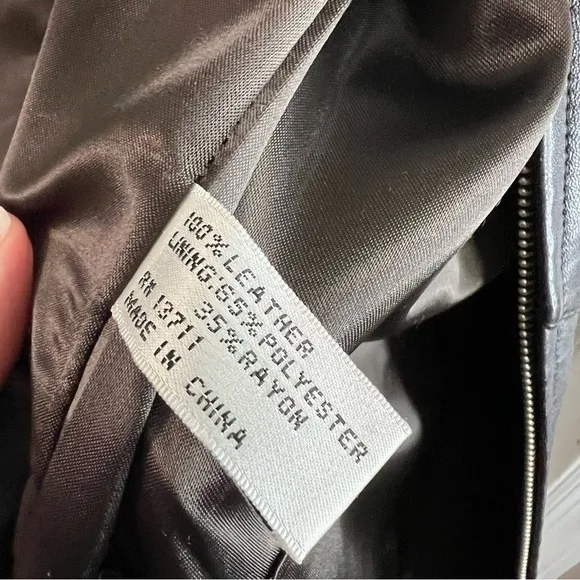 100% LEATHER
LINING:65%POLYESTER
35%RAYON
RN 13711
MADE IN CHINA